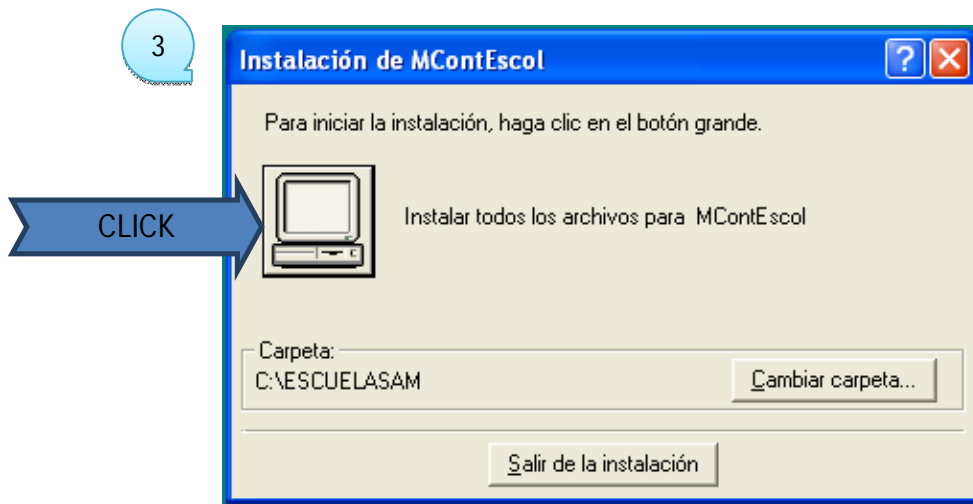 3
Instalación de MContEscol
Para iniciar la instalación, haga clic en el botón grande.
CLICK
Instalar todos los archivos para MContEscol
Carpeta:
C:\ESCUELASAM
Cambiar carpeta...
Salir de la instalación